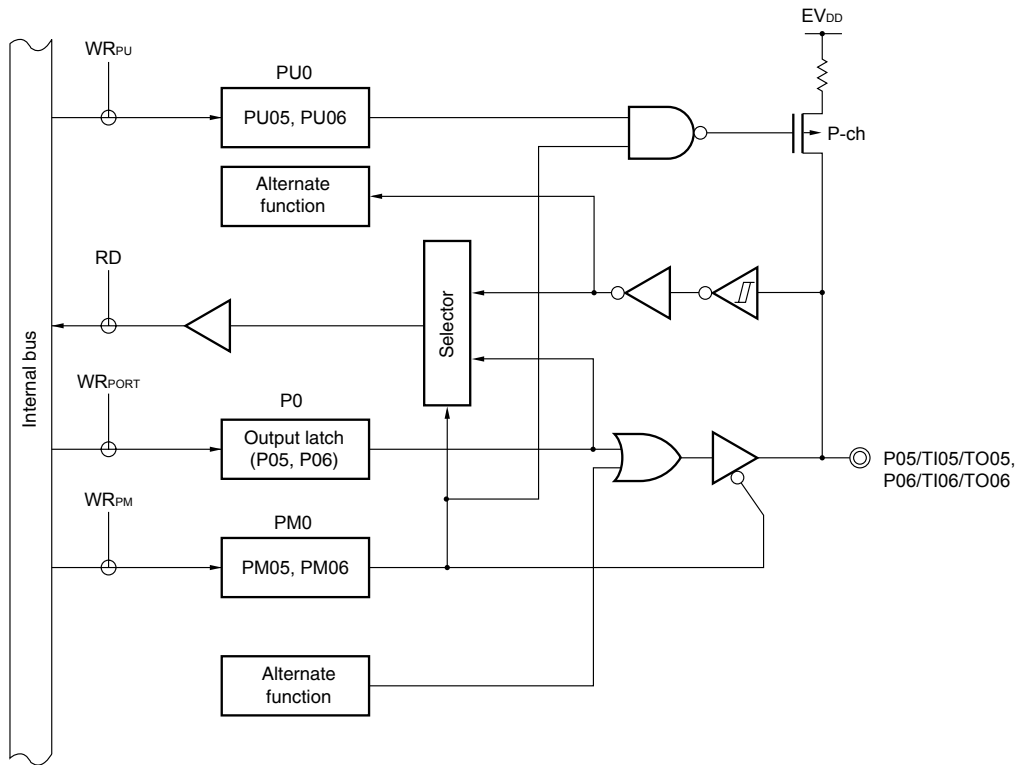 EVDD
WRPU
PU0
PU05, PU06
P-ch
Alternate
function
RD
Selector
Internal bus
WRPORT
P0
Output latch
(P05, P06)
P05/TI05/TO05,
P06/TI06/TO06
WRPM
PM0
PM05, PM06
Alternate
function